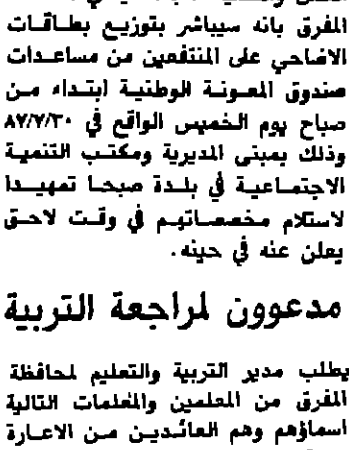 المفرق بانه سيباشر بتوزيع بطاقات
الاضاحي على المنتفعين من مساعدات
صندوق المعونة الوطنية ابتداء من
صباح يوم الخميس الواقع في ٨٧/٧/٣٠
وذلك بمبنى المديرية ومكتب التنمية
الاجتماعية في بلدة صبحا تمهيدا
لاستلام مخصصاتهم في وقت لاحق
يعلن عنه في حينه.
مدعوون لمراجعة التربية
يطلب مدير التربية والتعليم لمحافظة
المفرق من المعلمين والمعلمات التالية
اسماؤهم وهم العائدين من الاعارة